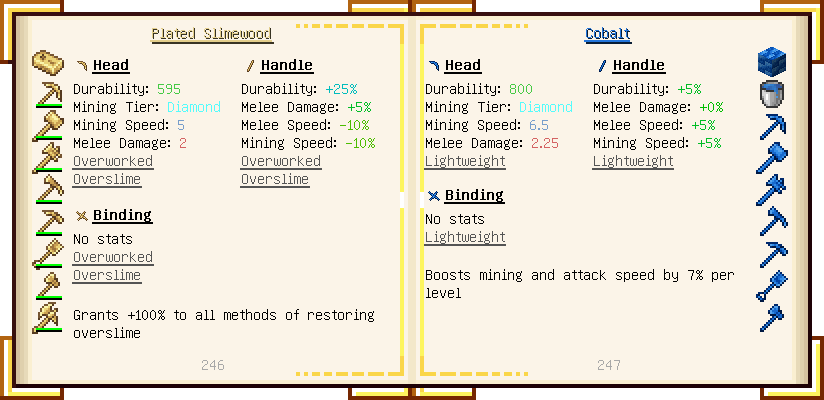 Plated Slimewood
Head
Durability: 595
Mining Tier: Diamond
Mining Speed: 5
Melee Damage: 2
Overworked
Overslime
Handle
Durability: +25%
Melee Damage: +5%
Melee Speed: -10%
Mining Speed: -10%
Overworked
Overslime
Binding
No stats
Overworked
Overslime
Grants +100% to all methods of restoring
overslime
246
Cobalt
Head
Durability: 800
Mining Tier: Diamond
Mining Speed: 6.5
Melee Damage: 2.25
Lightweight
Handle
Durability: +5%
Melee Damage: +0%
Melee Speed: +5%
Mining Speed: +5%
Lightweight
Binding
No stats
Lightweight
Boosts mining and attack speed by 7% per
level
247